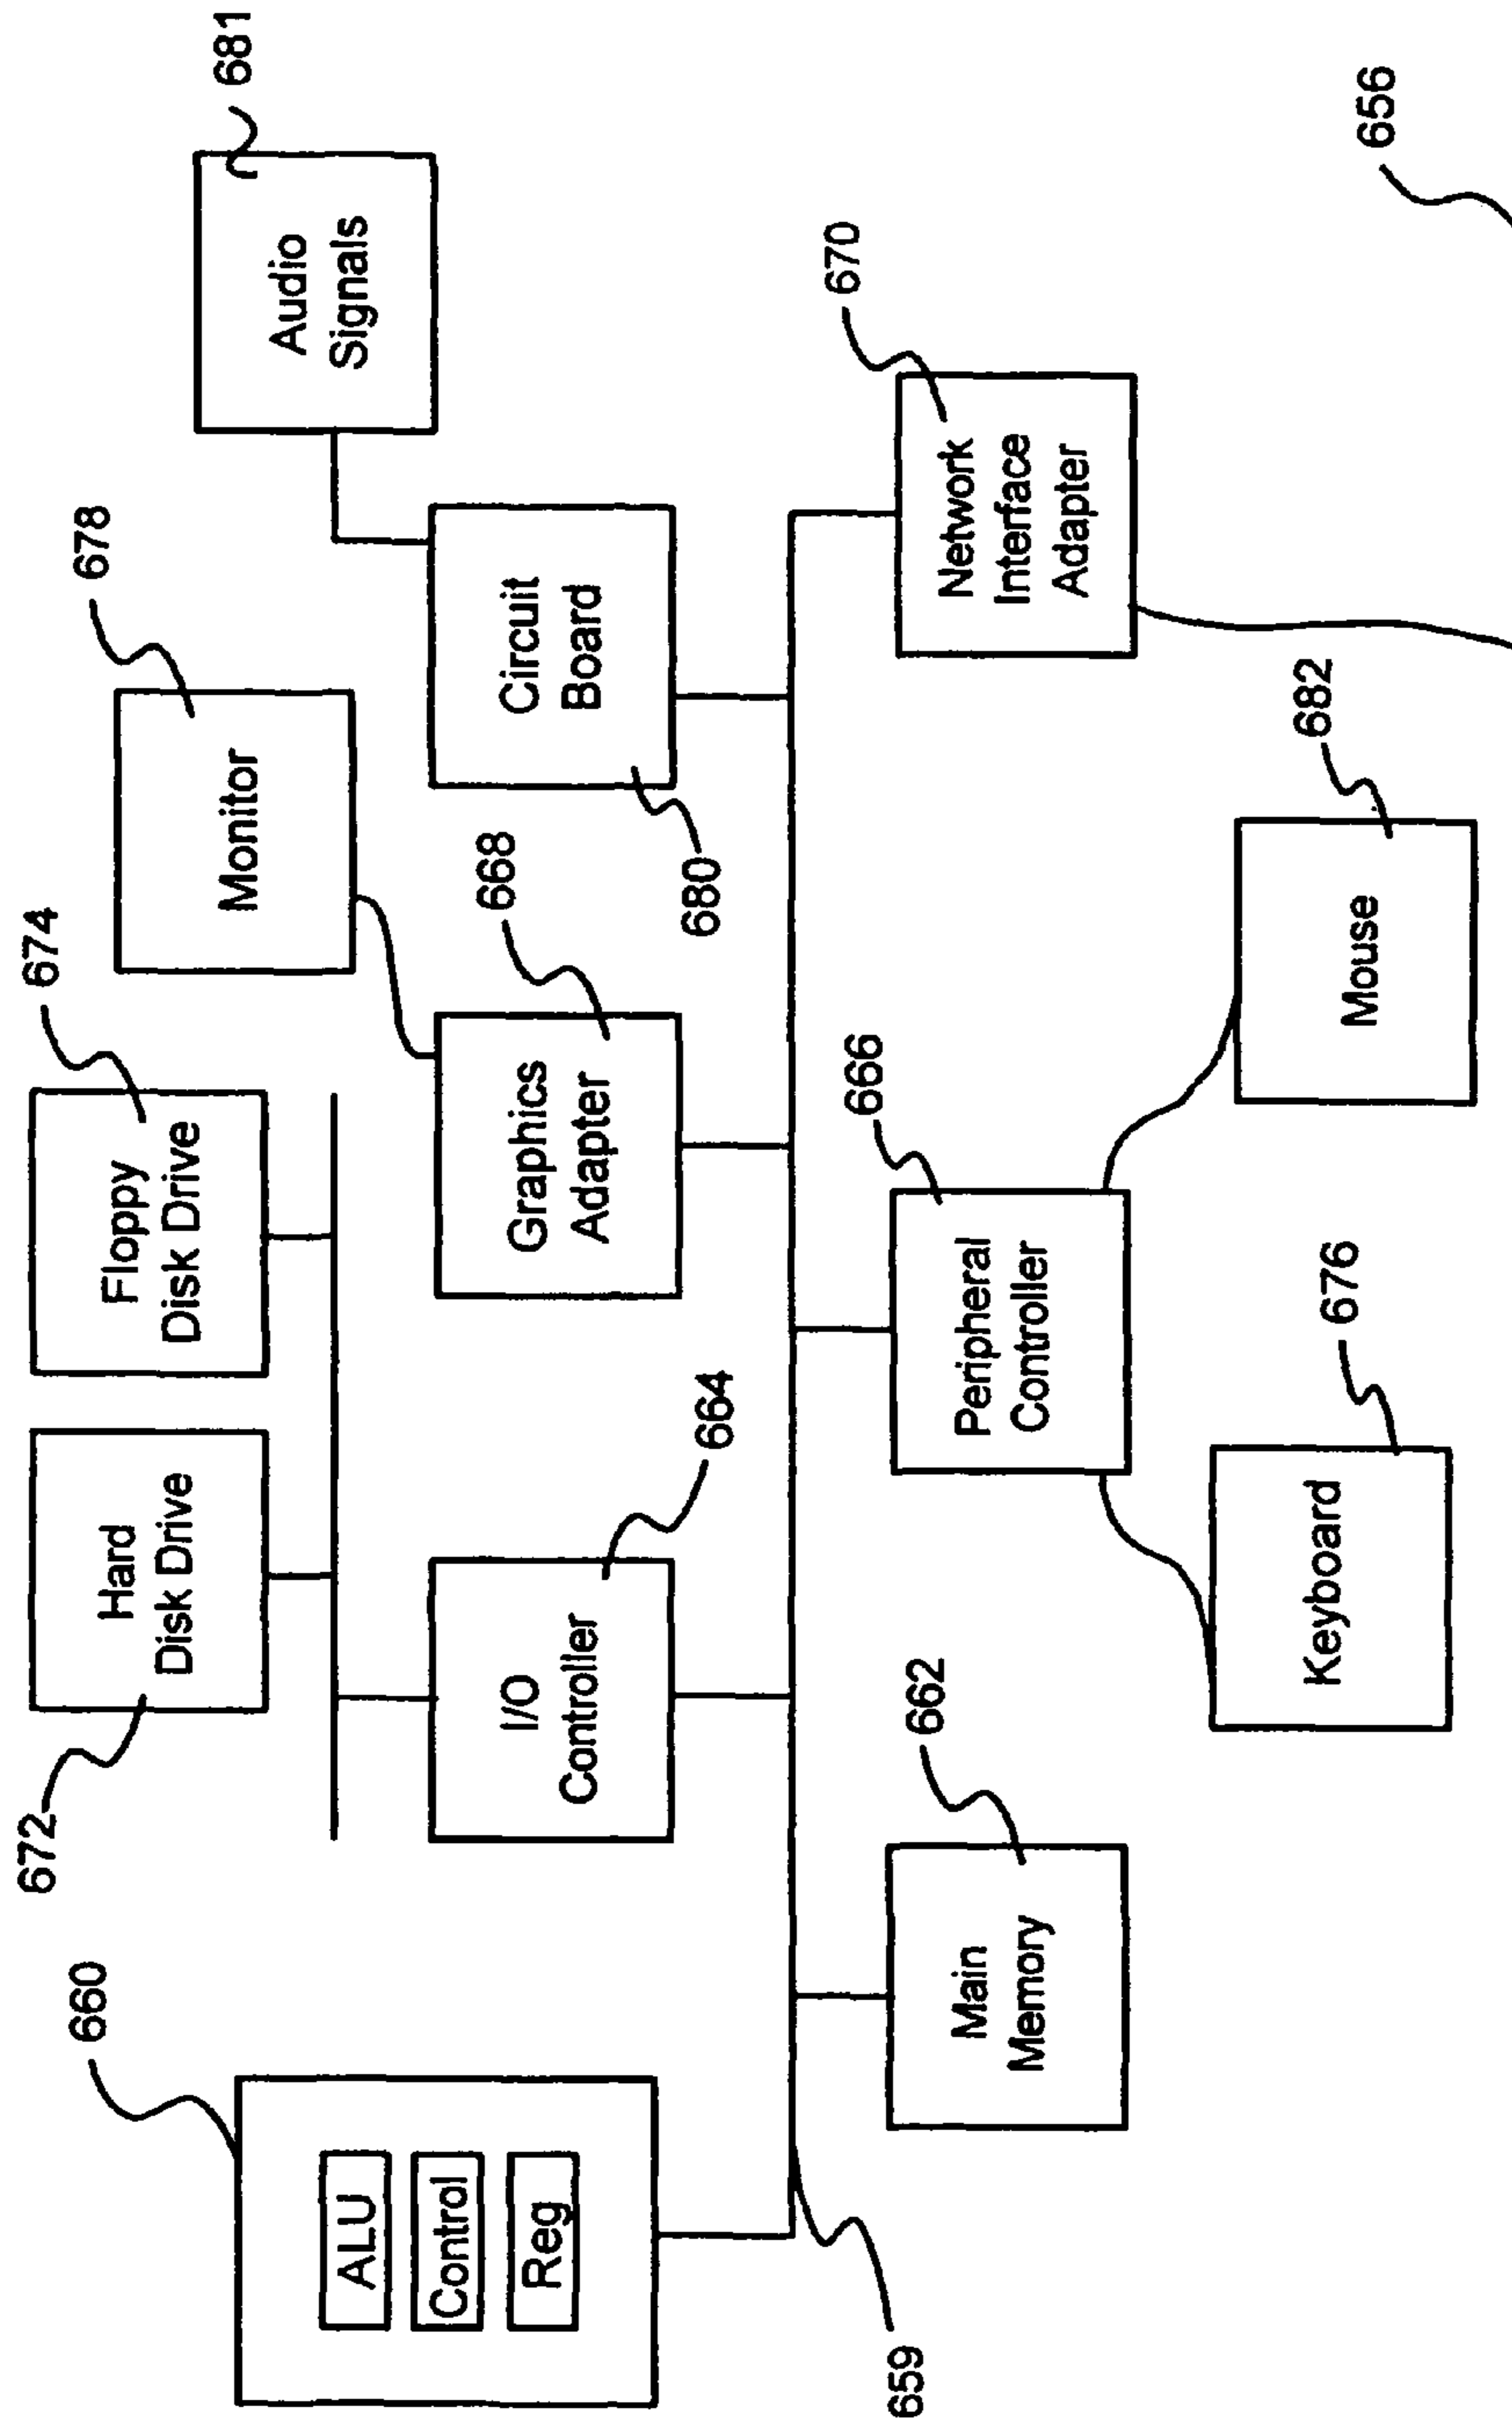 672
674
678
681
Hard
Disk Drive
Floppy
Disk Drive
Monitor
Audio
Signals
660
ALU
Control
Reg
I/O
Controller
664
Graphics
Adapter
668
Circuit
Board
680
659
Main
Memory
662
Peripheral
Controller
666
Network
Interface
Adapter
670
Keyboard
676
Mouse
682
656